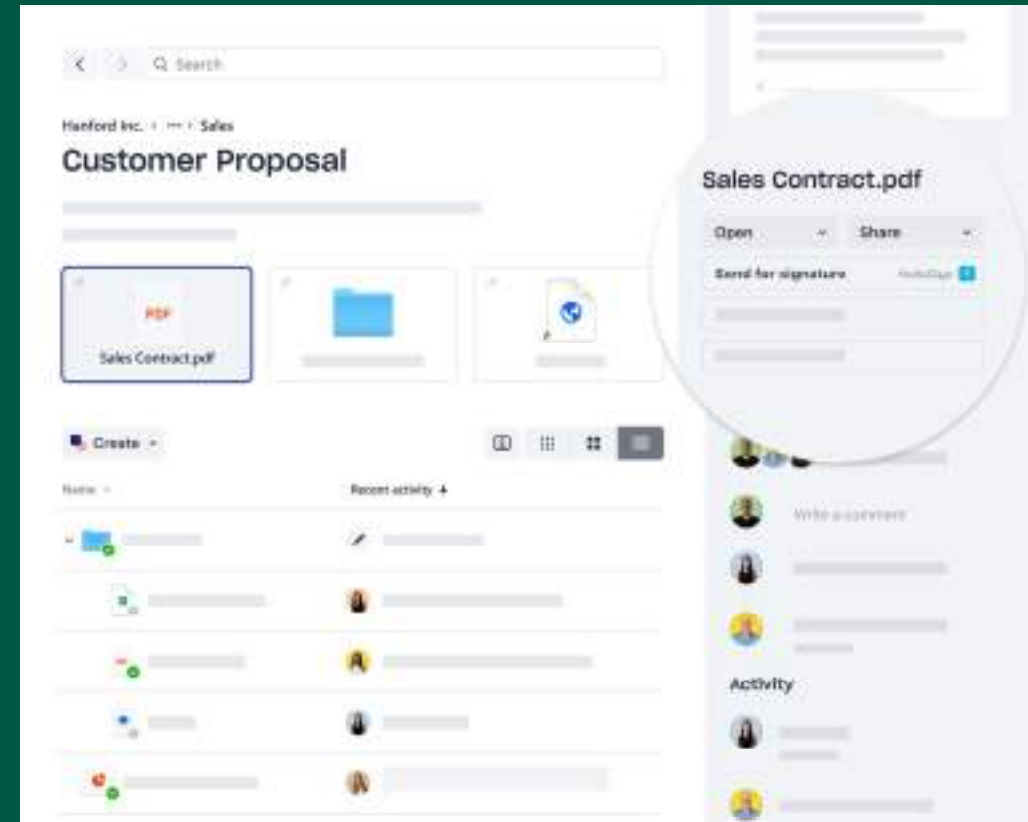 Search
Hanford Inc. › ··· › Sales
Customer Proposal
PDF
Sales Contract.pdf
Create
Name
Recent activity ↓
Sales Contract.pdf
Open
Share
Send for signature
HelloSign
Write a comment
Activity